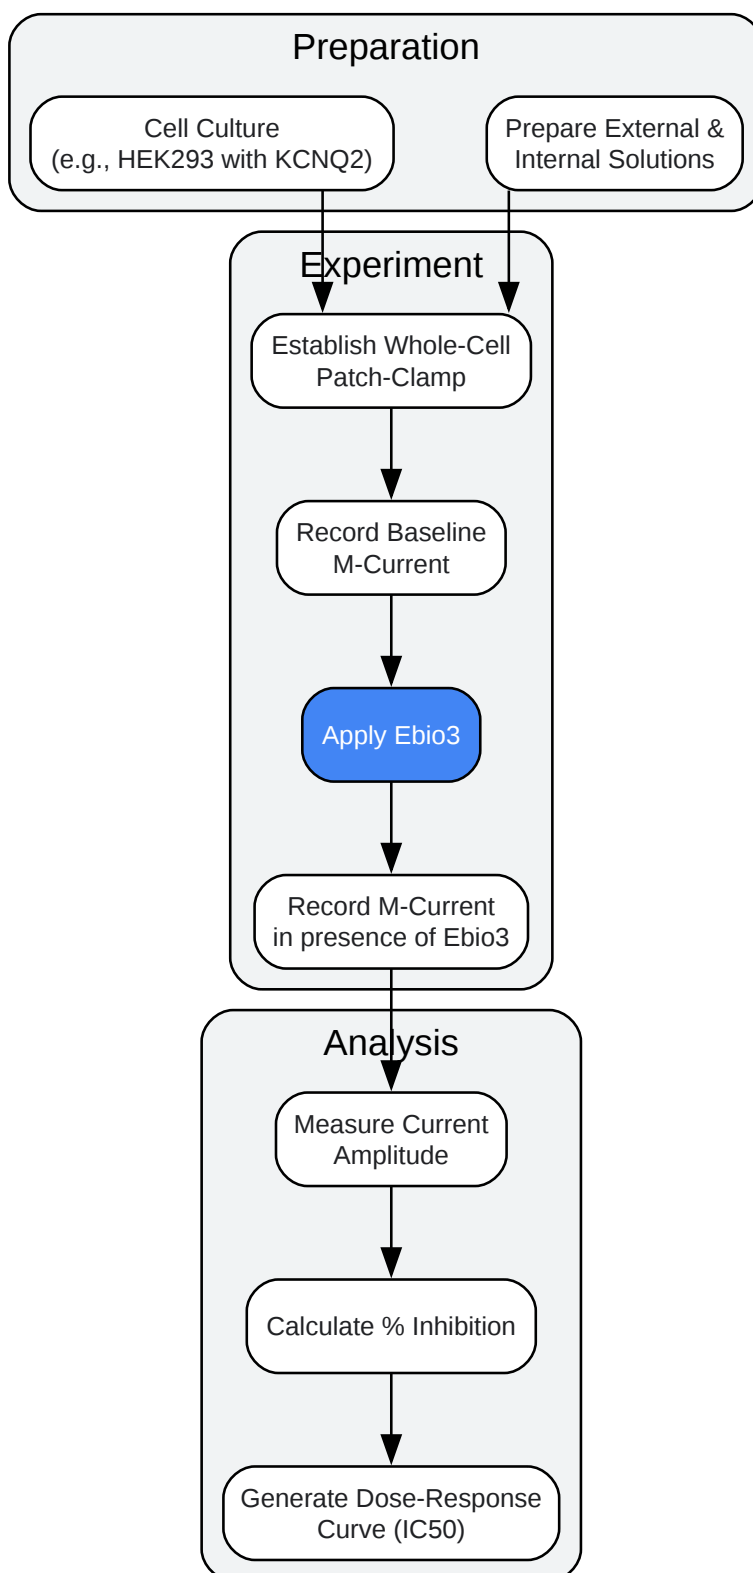 Preparation
Cell Culture
(e.g., HEK293 with KCNQ2)
Prepare External &
Internal Solutions
Experiment
Establish Whole-Cell
Patch-Clamp
Record Baseline
M-Current
Apply Ebio3
Record M-Current
in presence of Ebio3
Analysis
Measure Current
Amplitude
Calculate % Inhibition
Generate Dose-Response
Curve (IC50)